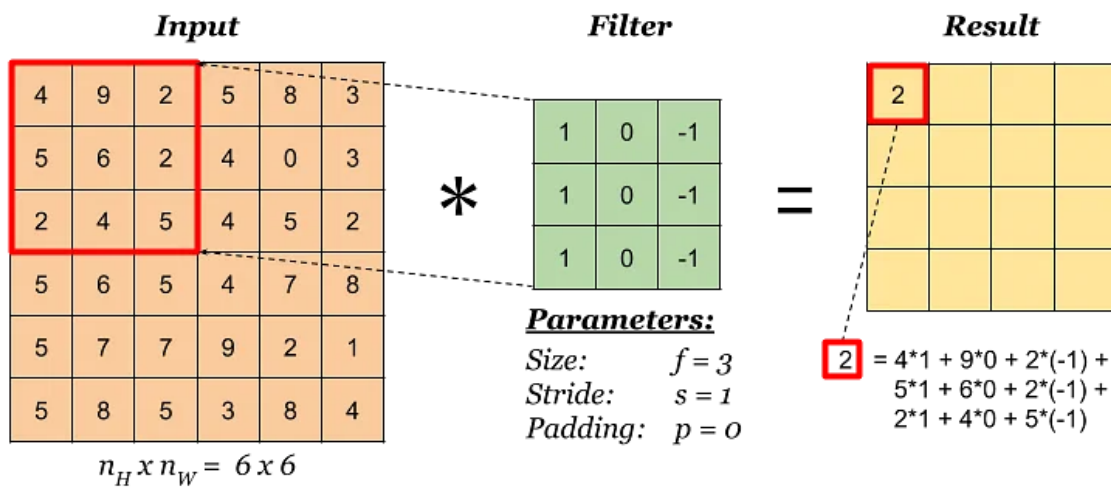 Input
Filter
Result
4 9 2 5 8 3
5 6 2 4 0 3
2 4 5 4 5 2
5 6 5 4 7 8
5 7 7 9 2 1
5 8 5 3 8 4
n_H x n_W = 6 x 6
*
1 0 -1
1 0 -1
1 0 -1
Parameters:
Size: f = 3
Stride: s = 1
Padding: p = 0
=
2
2 = 4*1 + 9*0 + 2*(-1) +
5*1 + 6*0 + 2*(-1) +
2*1 + 4*0 + 5*(-1)